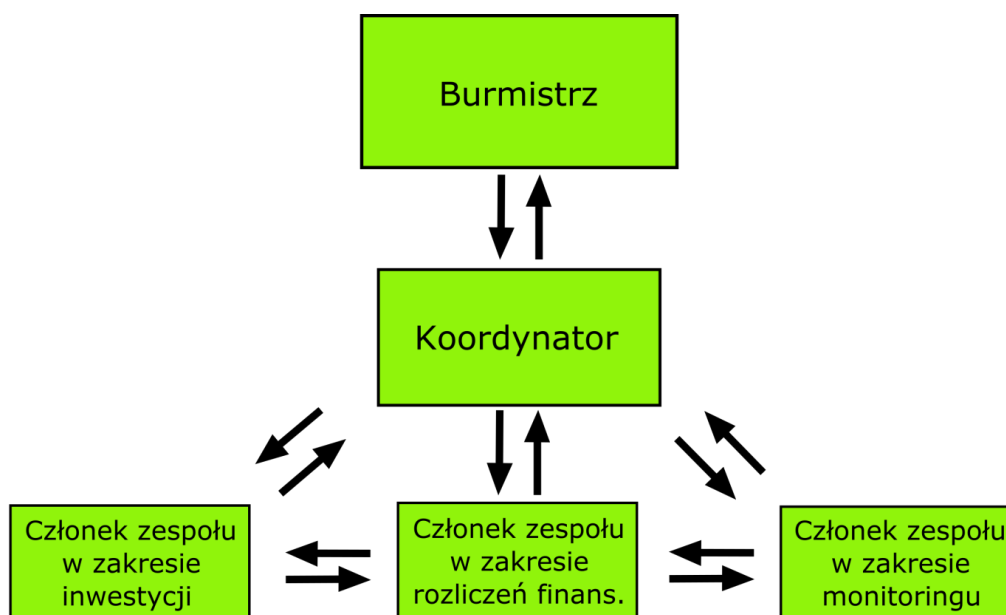 Burmistrz
Koordynator
Członek zespołu
w zakresie
inwestycji
Członek zespołu
w zakresie
rozliczeń finans.
Członek zespołu
w zakresie
monitoringu